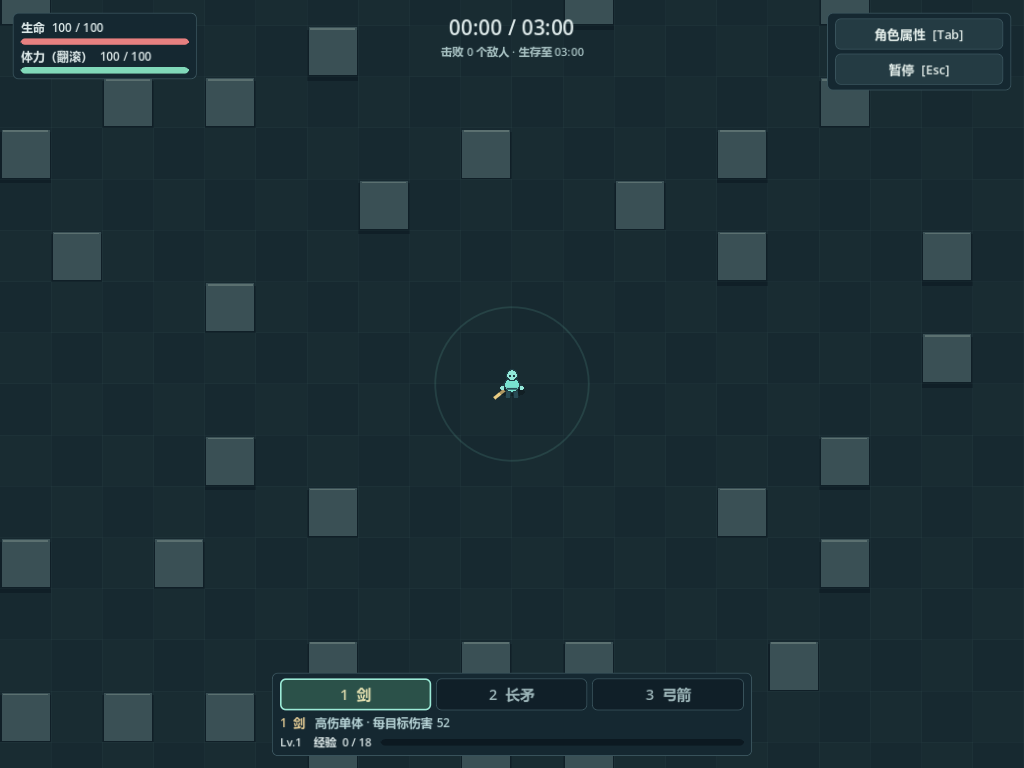 生命 100 / 100
体力（翻滚） 100 / 100
00:00 / 03:00
击败 0 个敌人 · 生存至 03:00
角色属性 [Tab]
暂停 [Esc]
1 剑
2 长矛
3 弓箭
1 剑 高伤单体 · 每目标伤害 52
Lv.1 经验 0 / 18